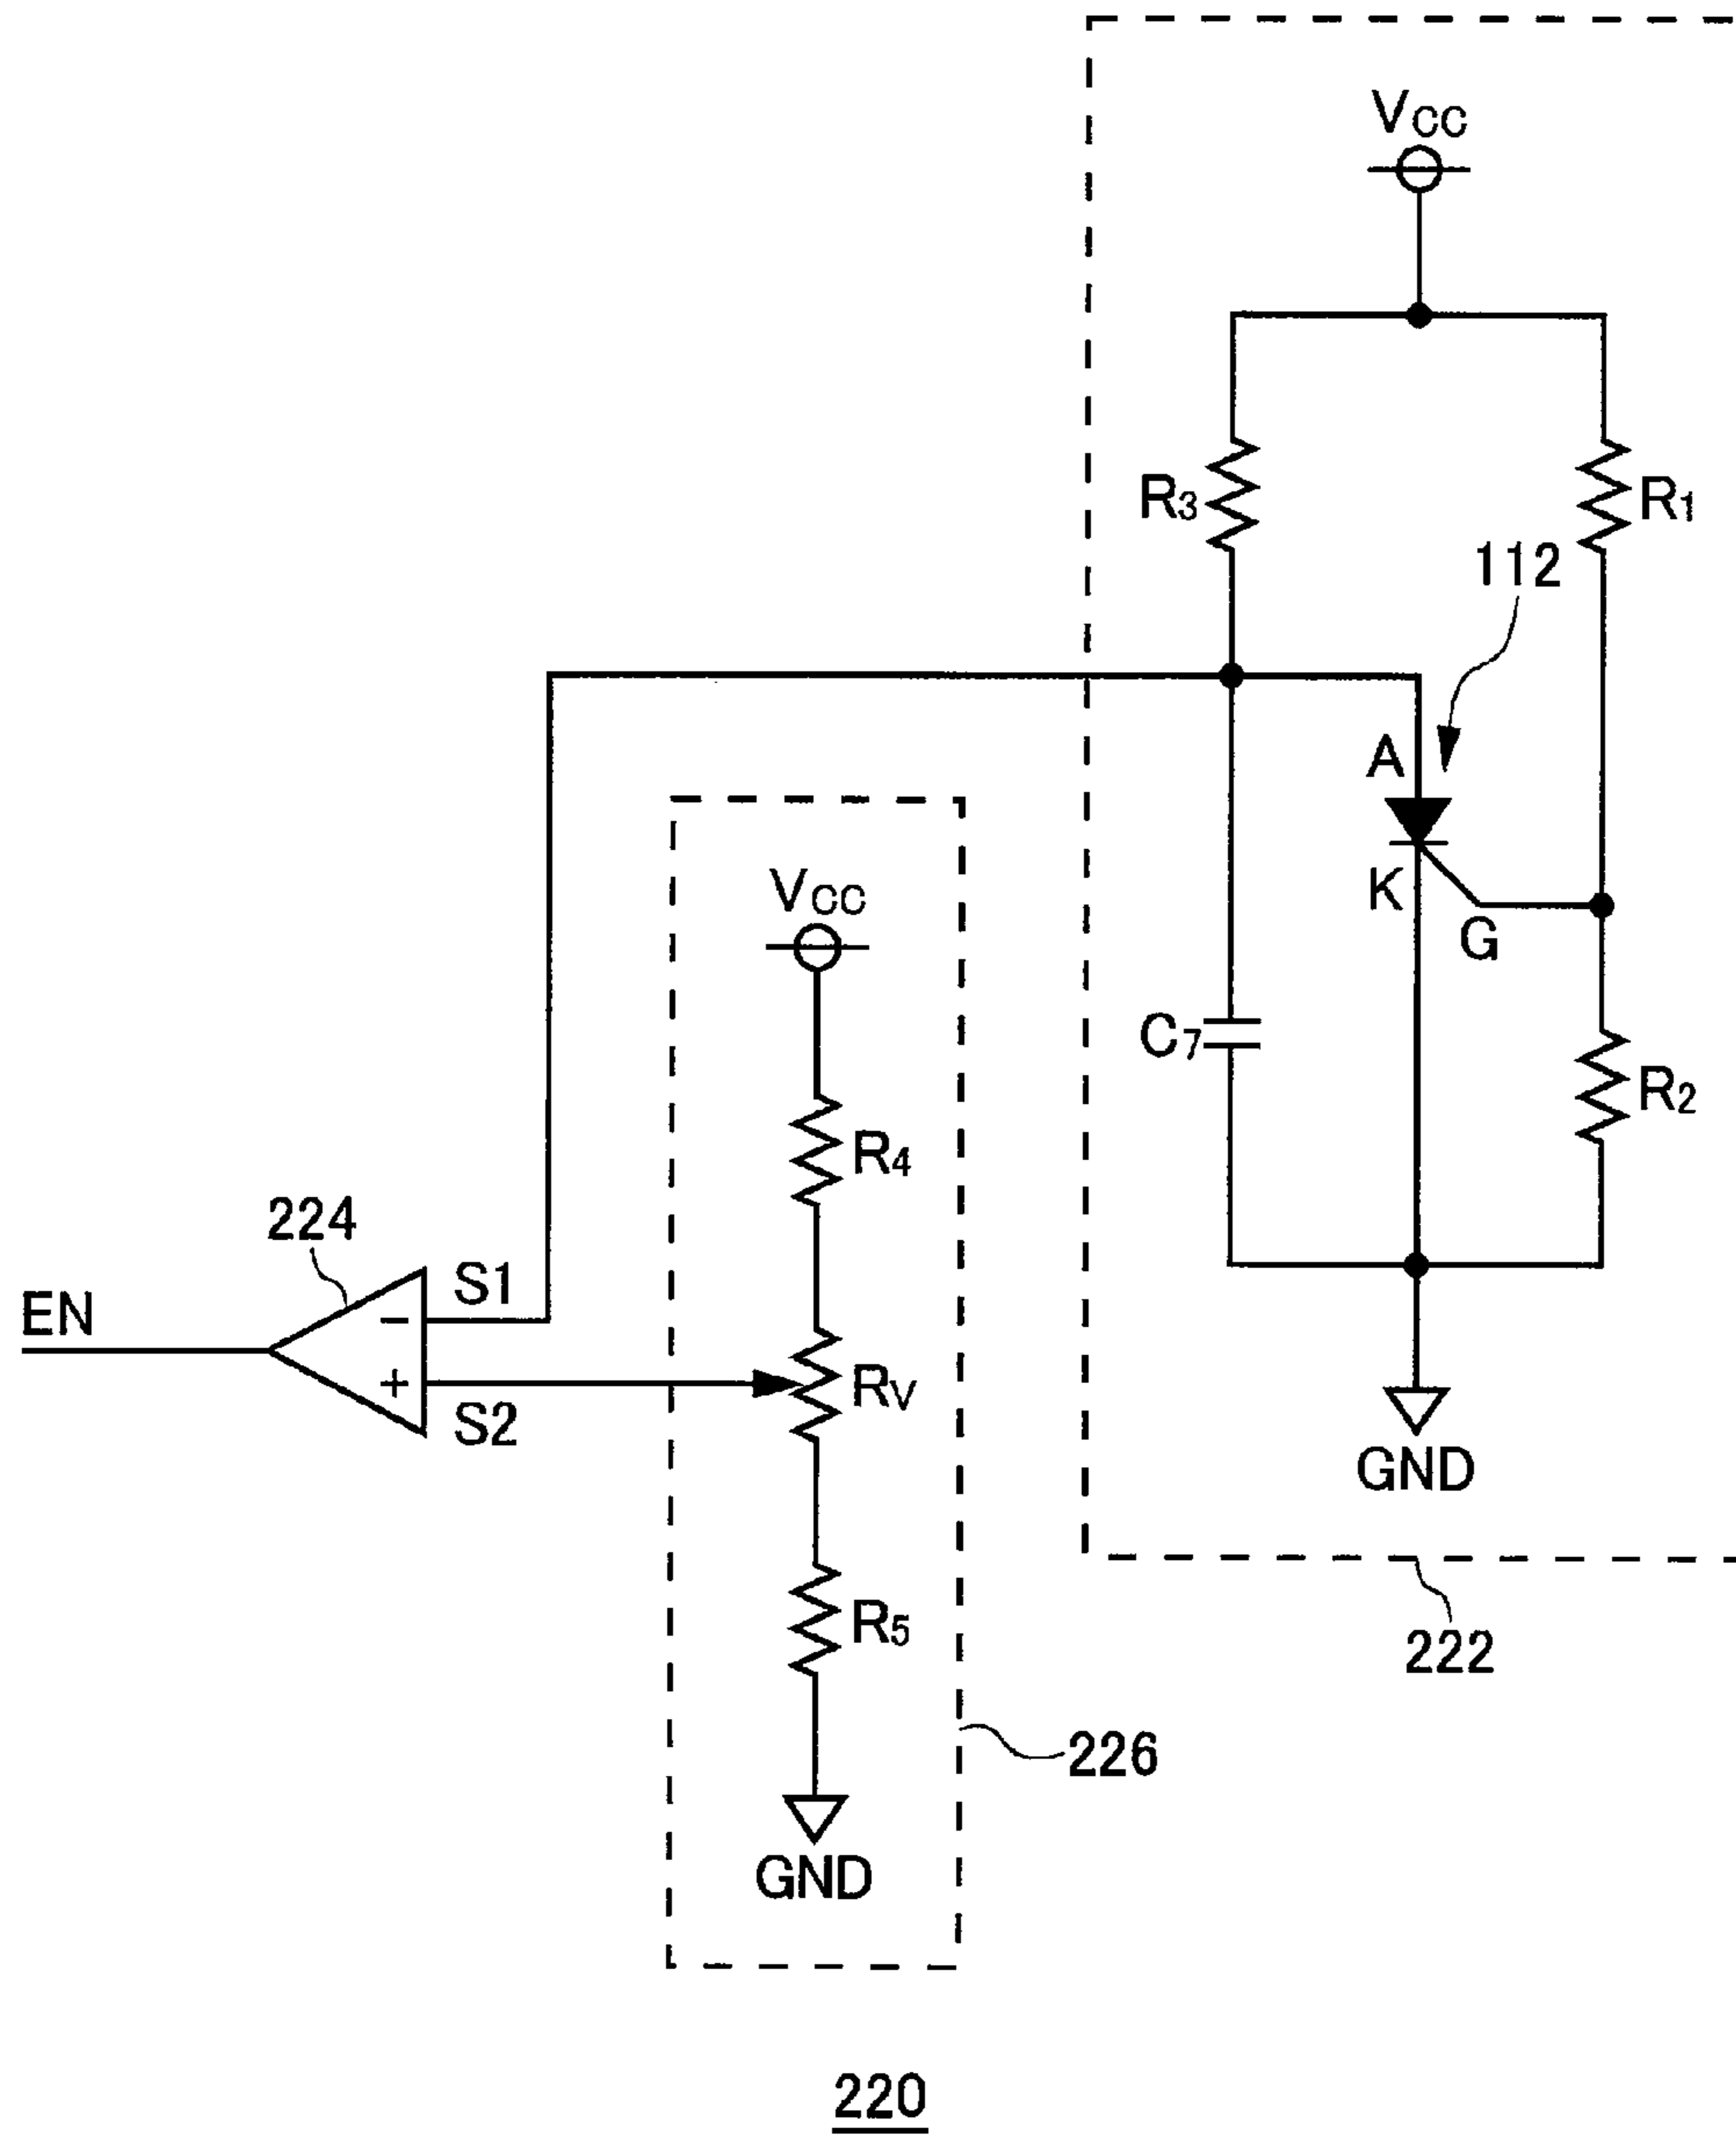 VCC
R3
R1
112
A
K
G
VCC
C7
R2
R4
224
S1
EN
RV
S2
GND
R5
222
226
GND
220